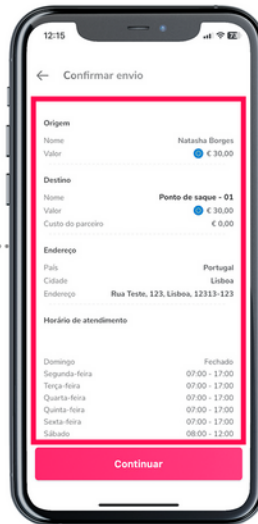 12:15
Confirmar envio
Origem
Nome Natasha Borges
Valor € 30,00
Destino
Nome Ponto de saque - 01
Valor € 30,00
Custo do parceiro € 0,00
Endereço
País Portugal
Cidade Lisboa
Endereço Rua Teste, 123, Lisboa, 12313-123
Horário de atendimento
Domingo Fechado
Segunda-feira 07:00 - 17:00
Terça-feira 07:00 - 17:00
Quarta-feira 07:00 - 17:00
Quinta-feira 07:00 - 17:00
Sexta-feira 07:00 - 17:00
Sábado 08:00 - 12:00
Continuar